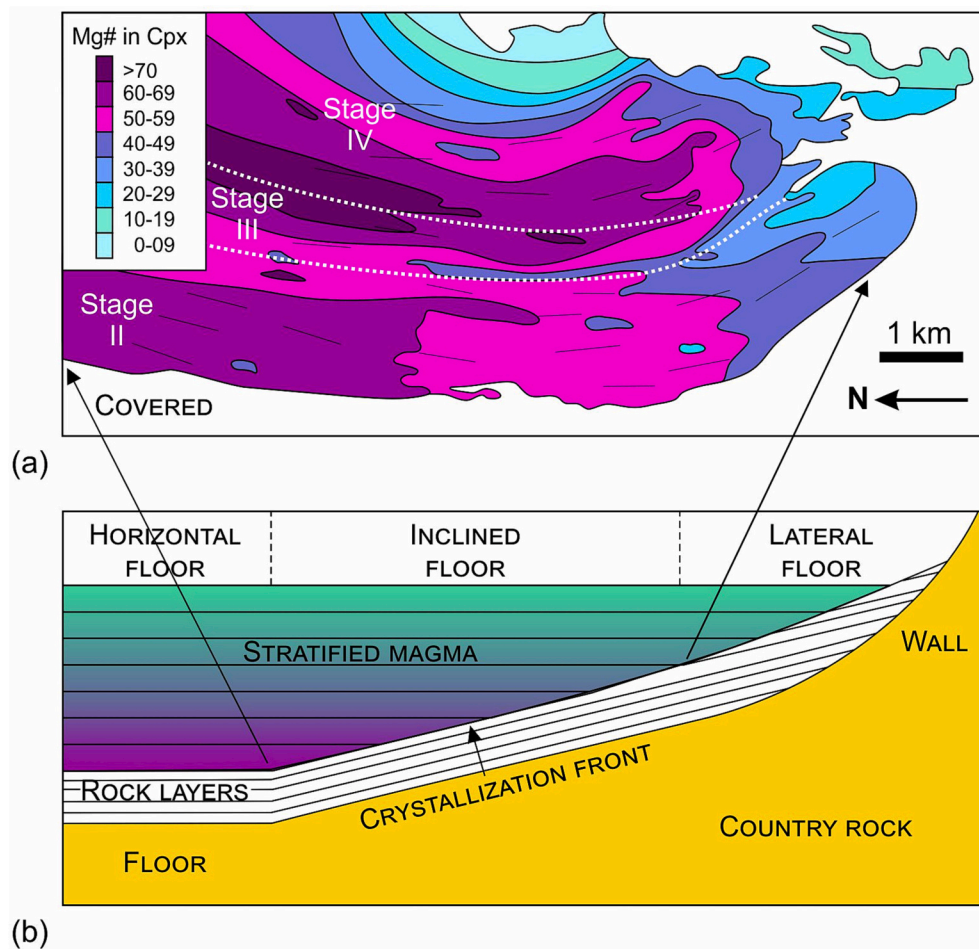 Mg# in Cpx
>70
60-69
50-59
40-49
30-39
20-29
10-19
0-09
Stage
IV
Stage
III
Stage
II
COVERED
1 km
N
(a)
HORIZONTAL
FLOOR
INCLINED
FLOOR
LATERAL
FLOOR
STRATIFIED MAGMA
WALL
ROCK LAYERS
CRYSTALLIZATION FRONT
COUNTRY ROCK
FLOOR
(b)